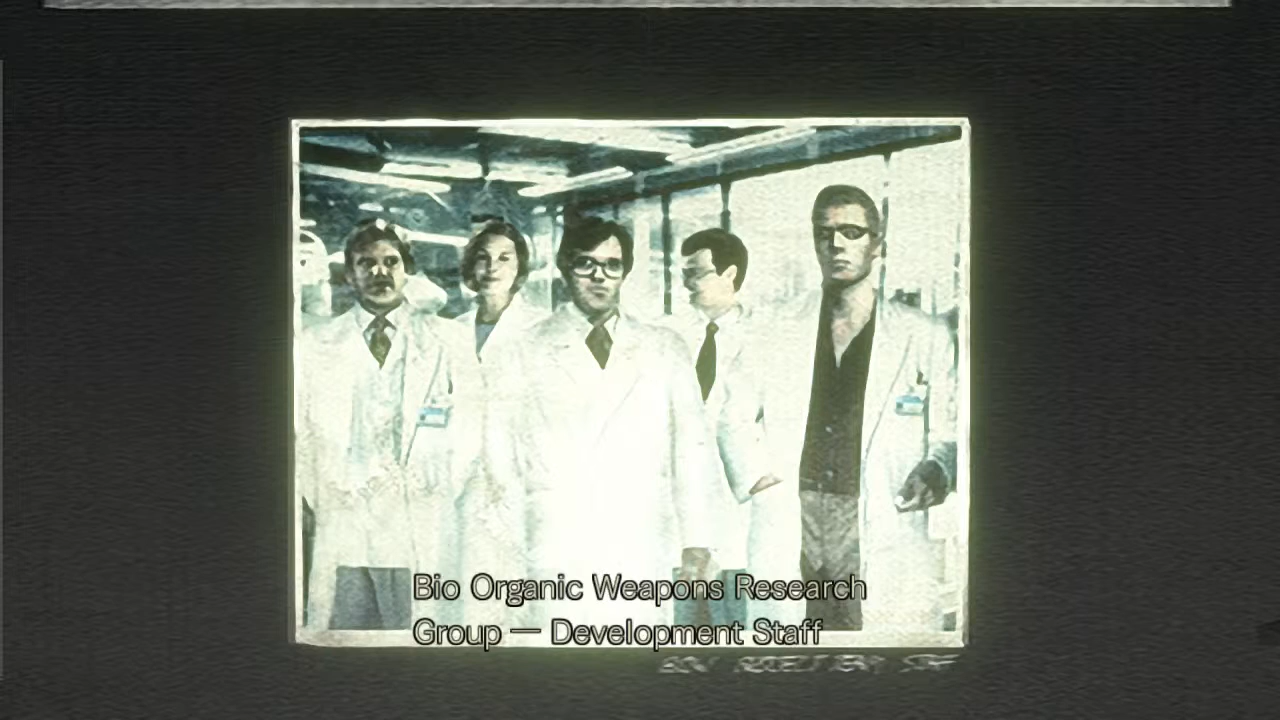 Bio Organic Weapons Research
Group — Development Staff